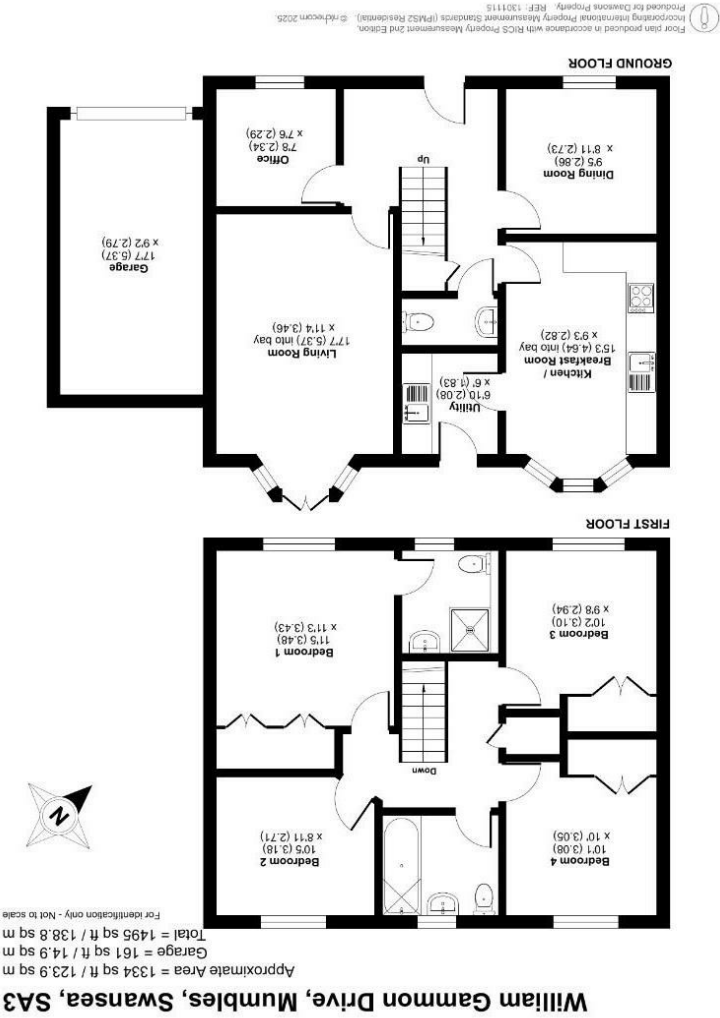 William Gammon Drive, Mumbles, Swansea, SA3
Approximate Area = 1334 sq ft / 123.9 sq m
Garage = 161 sq ft / 14.9 sq m
Total = 1495 sq ft / 138.8 sq m
For identification only - Not to scale
N
Bedroom 4
10'1 (3.08)
x 10' (3.05)
Bedroom 2
10'5 (3.18)
x 8'11 (2.71)
Down
Bedroom 3
10'2 (3.10)
x 9'8 (2.94)
Bedroom 1
11'5 (3.48)
x 11'3 (3.43)
FIRST FLOOR
Utility
6'10 (2.08)
x 6' (1.83)
Kitchen /
Breakfast Room
15'3 (4.64) into bay
x 9'3 (2.82)
Living Room
17'7 (5.37) into bay
x 11'4 (3.46)
Garage
17'7 (5.37)
x 9'2 (2.79)
Dining Room
9'5 (2.86)
x 8'11 (2.73)
Up
Office
7'8 (2.34)
x 7'6 (2.29)
GROUND FLOOR
Floor plan produced in accordance with RICS Property Measurement 2nd Edition,
Incorporating International Property Measurement Standards (IPMS2 Residential). © nichecom 2025.
Produced for Dawsons Property. REF: 1301115